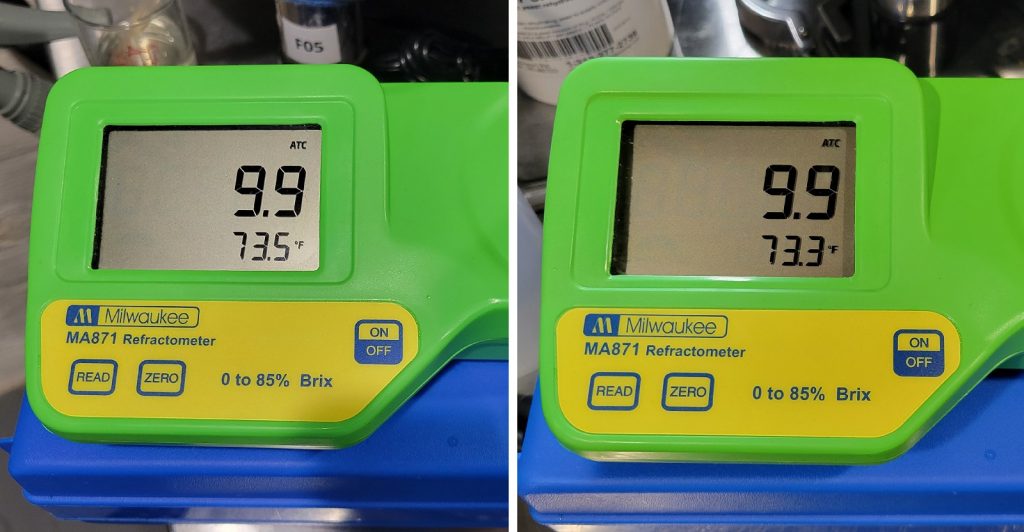 F05
ATC
9.9
73.5 °F
Milwaukee
MA871 Refractometer
ON
OFF
READ
ZERO
0 to 85% Brix
ATC
9.9
73.3 °F
Milwaukee
MA871 Refractometer
ON
OFF
READ
ZERO
0 to 85% Brix